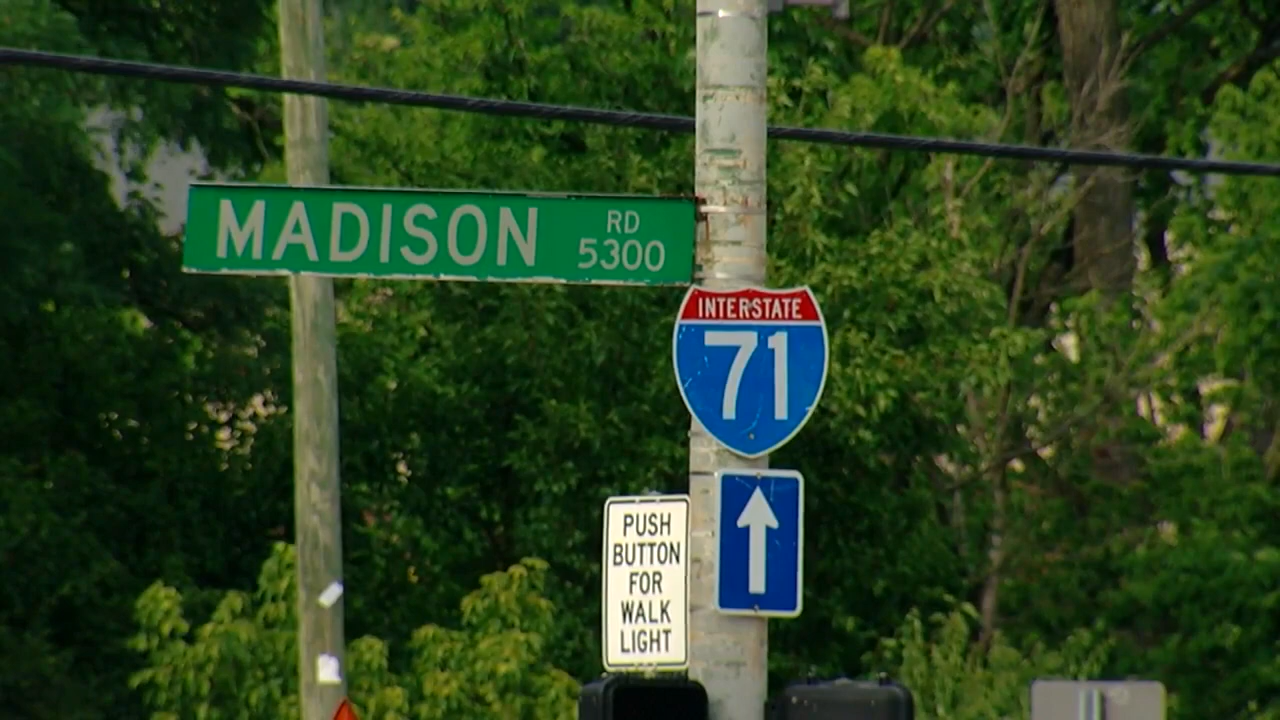 MADISON RD
5300
INTERSTATE
71
PUSH
BUTTON
FOR
WALK
LIGHT